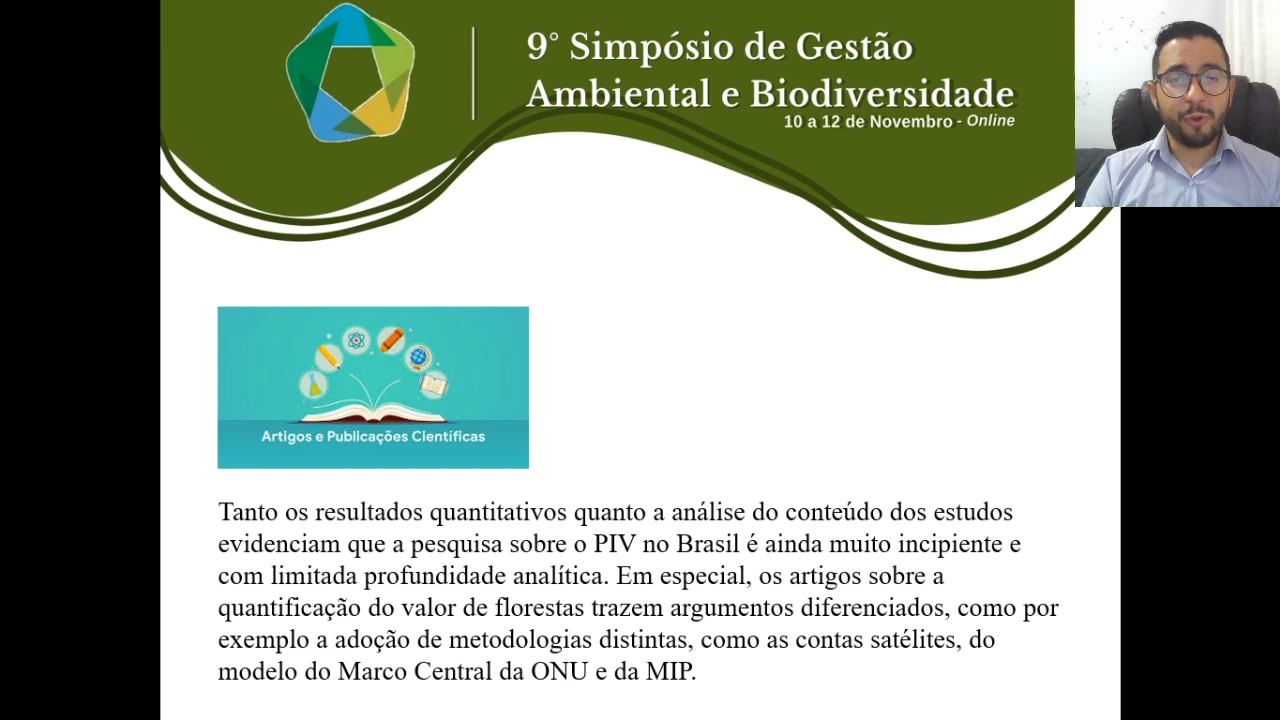 9° Simpósio de Gestão
Ambiental e Biodiversidade
10 a 12 de Novembro - Online
Artigos e Publicações Científicas
Tanto os resultados quantitativos quanto a análise do conteúdo dos estudos
evidenciam que a pesquisa sobre o PIV no Brasil é ainda muito incipiente e
com limitada profundidade analítica. Em especial, os artigos sobre a
quantificação do valor de florestas trazem argumentos diferenciados, como por
exemplo a adoção de metodologias distintas, como as contas satélites, do
modelo do Marco Central da ONU e da MIP.